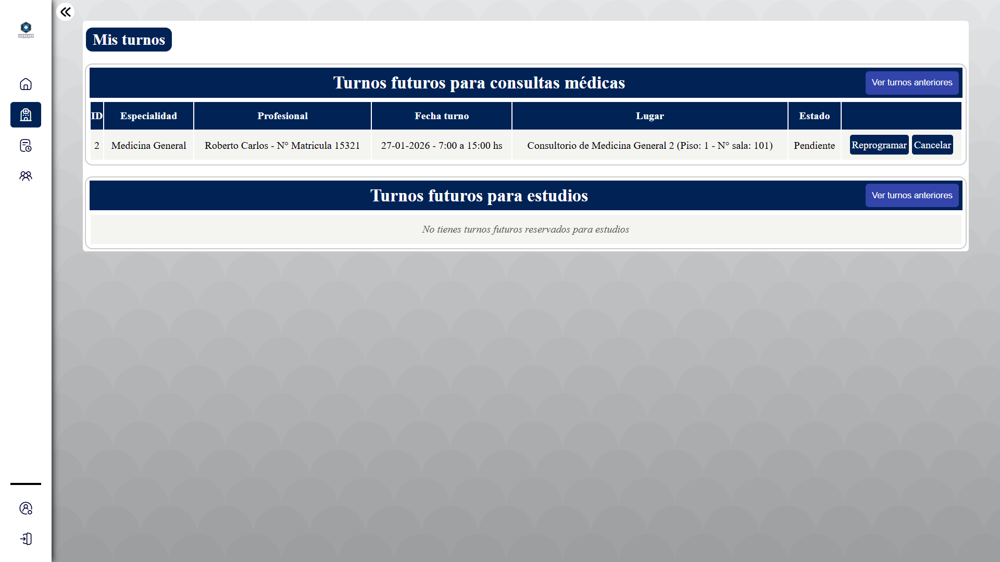 HOSPITAL
Mis turnos
Turnos futuros para consultas médicas
Ver turnos anteriores
ID Especialidad Profesional Fecha turno Lugar Estado
2 Medicina General Roberto Carlos - N° Matricula 15321 27-01-2026 - 7:00 a 15:00 hs Consultorio de Medicina General 2 (Piso: 1 - N° sala: 101) Pendiente Reprogramar Cancelar
Turnos futuros para estudios
Ver turnos anteriores
No tienes turnos futuros reservados para estudios